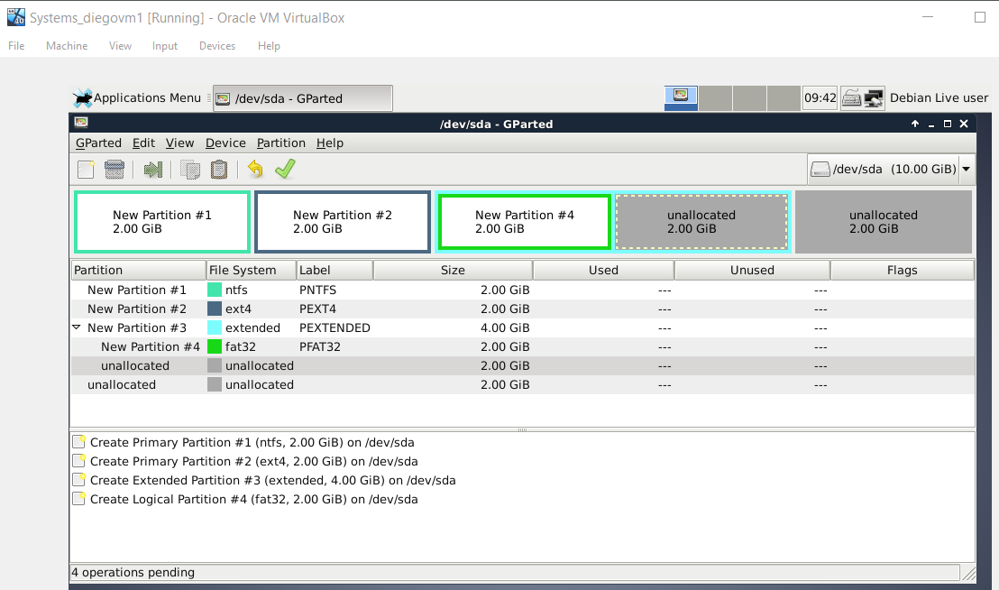 Systems_diegovm1 [Running] - Oracle VM VirtualBox
File Machine View Input Devices Help
Applications Menu /dev/sda - GParted 09:42 Debian Live user
/dev/sda - GParted
GParted Edit View Device Partition Help
/dev/sda (10.00 GiB)
New Partition #1 New Partition #2 New Partition #4 unallocated unallocated
2.00 GiB 2.00 GiB 2.00 GiB 2.00 GiB 2.00 GiB
Partition File System Label Size Used Unused Flags
New Partition #1 ntfs PNTFS 2.00 GiB --- ---
New Partition #2 ext4 PEXT4 2.00 GiB --- ---
New Partition #3 extended PEXTENDED 4.00 GiB --- ---
New Partition #4 fat32 PFAT32 2.00 GiB --- ---
unallocated unallocated 2.00 GiB --- ---
unallocated unallocated 2.00 GiB --- ---
Create Primary Partition #1 (ntfs, 2.00 GiB) on /dev/sda
Create Primary Partition #2 (ext4, 2.00 GiB) on /dev/sda
Create Extended Partition #3 (extended, 4.00 GiB) on /dev/sda
Create Logical Partition #4 (fat32, 2.00 GiB) on /dev/sda
4 operations pending